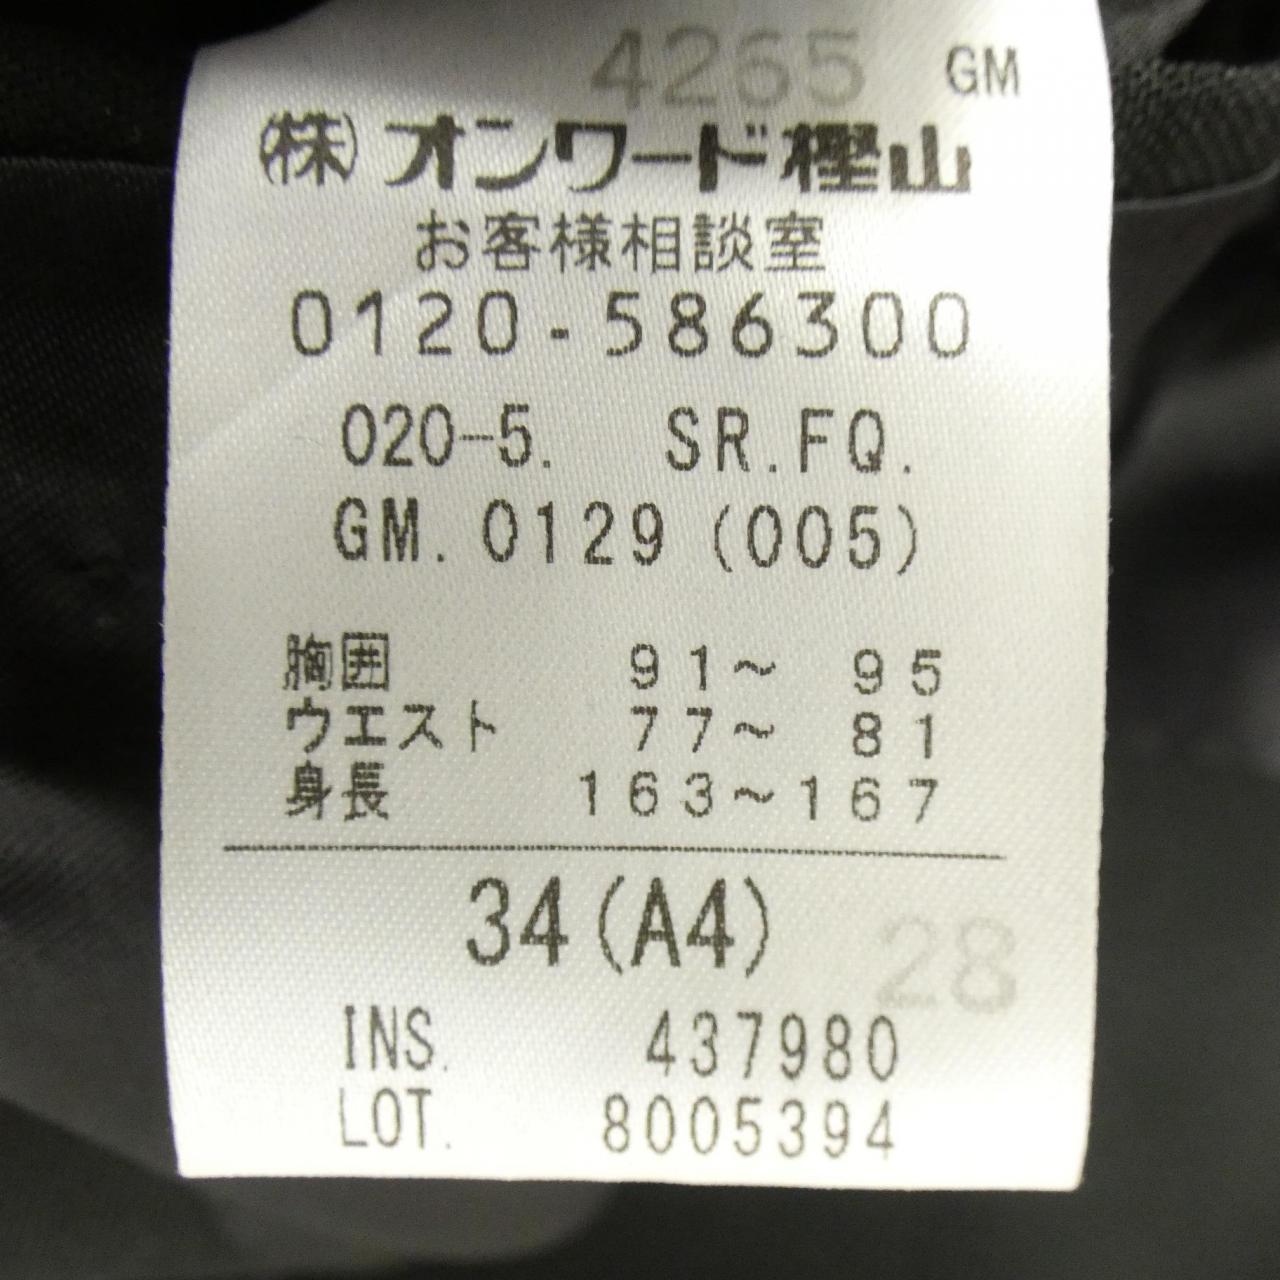 4265 GM
㈱オンワード樫山
お客様相談室
0120-586300
020-5. SR.FQ.
GM.0129(005)
胸囲 91〜 95
ウエスト 77〜 81
身長 163〜167
34(A4)
28
INS. 437980
LOT. 8005394